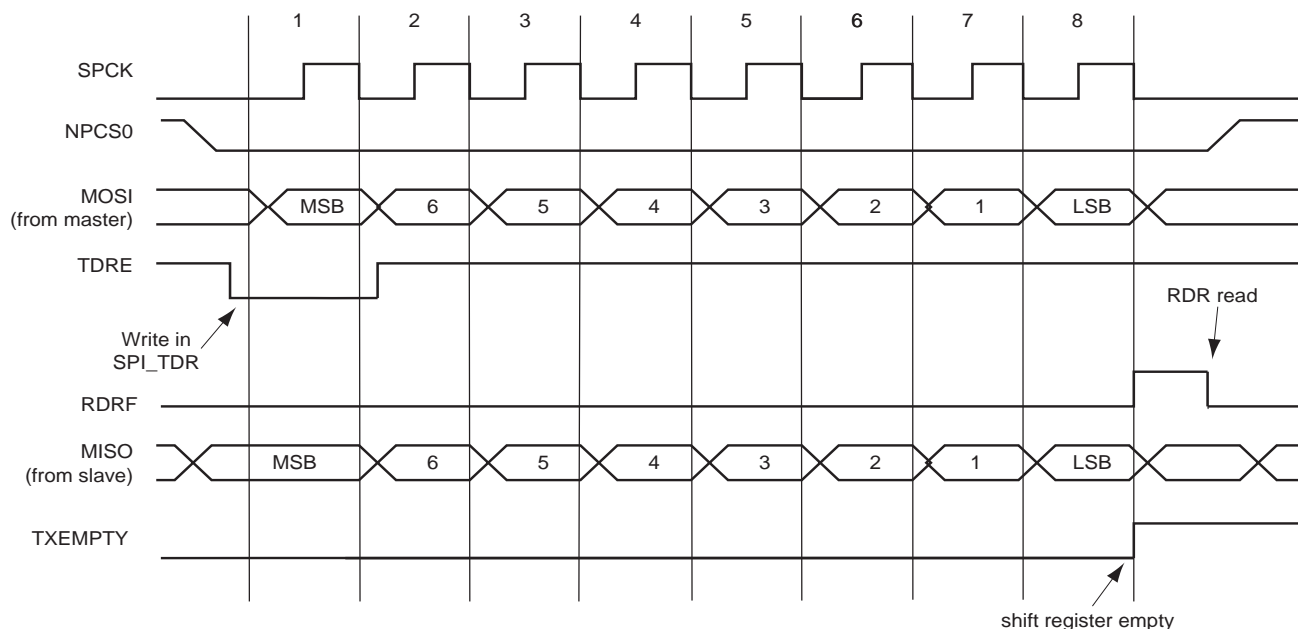 1 2 3 4 5 6 7 8
SPCK
NPCS0
MOSI
(from master)
MSB 6 5 4 3 2 1 LSB
TDRE
RDR read
Write in
SPI_TDR
RDRF
MISO
(from slave)
MSB 6 5 4 3 2 1 LSB
TXEMPTY
shift register empty